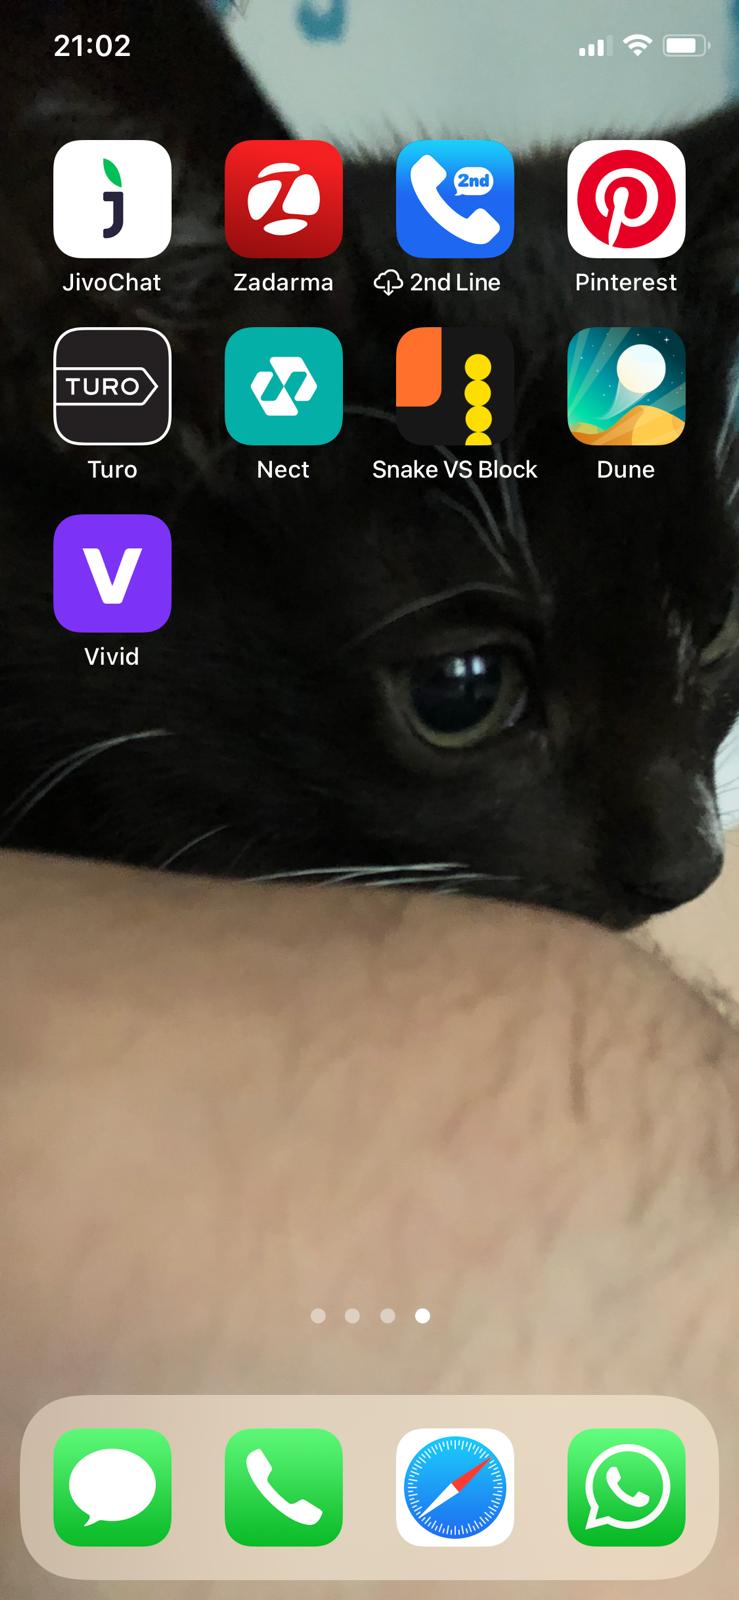 21:02
2nd
JivoChat
Zadarma
2nd Line
Pinterest
TURO
Turo
Nect
Snake VS Block
Dune
V
Vivid